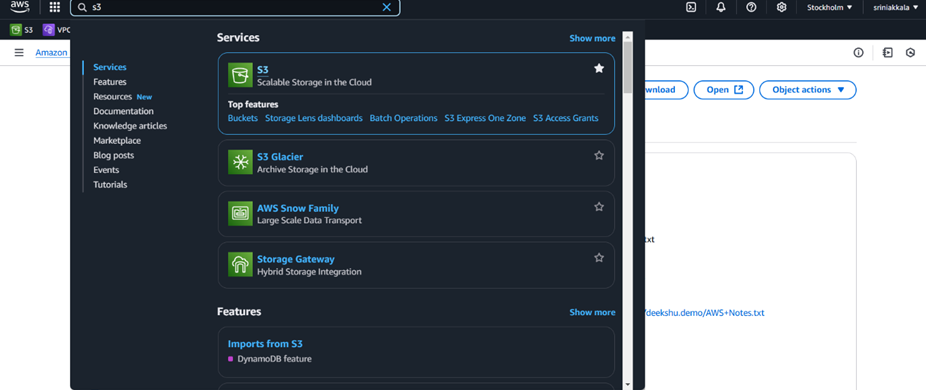 aws
s3
Stockholm
sriniakkala
S3
VPC
Amazon
Services
Features
Resources New
Documentation
Knowledge articles
Marketplace
Blog posts
Events
Tutorials
Services
Show more
S3
Scalable Storage in the Cloud
Top features
Buckets Storage Lens dashboards Batch Operations S3 Express One Zone S3 Access Grants
S3 Glacier
Archive Storage in the Cloud
AWS Snow Family
Large Scale Data Transport
Storage Gateway
Hybrid Storage Integration
Features
Show more
Imports from S3
DynamoDB feature
wnload
Open
Object actions
txt
/deekshu.demo/AWS+Notes.txt